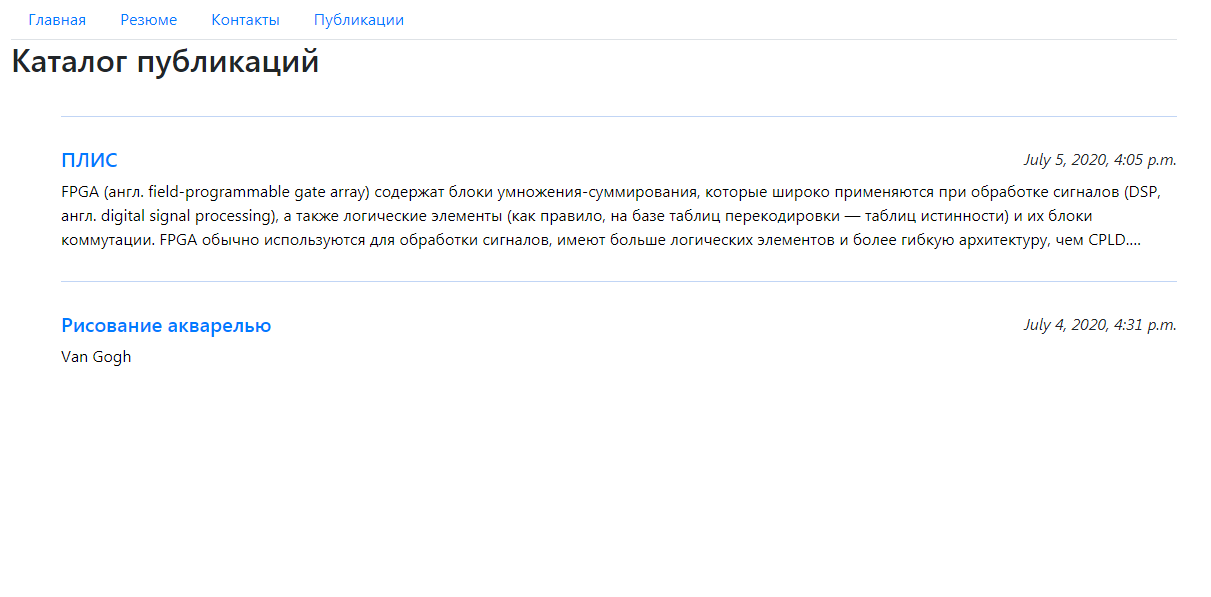 Главная Резюме Контакты Публикации
Каталог публикаций
ПЛИС July 5, 2020, 4:05 p.m.
FPGA (англ. field-programmable gate array) содержат блоки умножения-суммирования, которые широко применяются при обработке сигналов (DSP,
англ. digital signal processing), а также логические элементы (как правило, на базе таблиц перекодировки — таблиц истинности) и их блоки
коммутации. FPGA обычно используются для обработки сигналов, имеют больше логических элементов и более гибкую архитектуру, чем CPLD....
Рисование акварелью July 4, 2020, 4:31 p.m.
Van Gogh